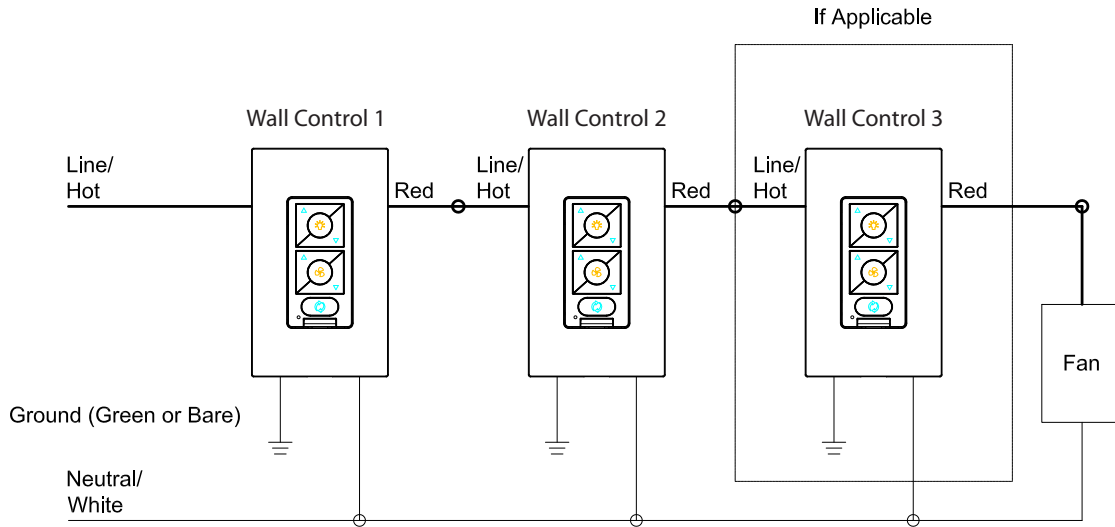 If Applicable
Wall Control 1
Wall Control 2
Wall Control 3
Line/
Hot
Red
Line/
Hot
Red
Line/
Hot
Red
Fan
Ground (Green or Bare)
Neutral/
White